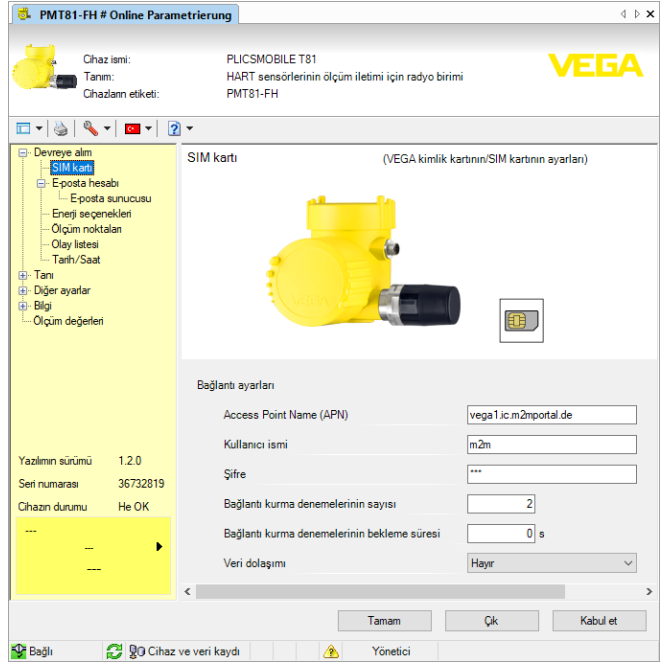 PMT81-FH # Online Parametrierung
Cihaz ismi: PLICSMOBILE T81
Tanım: HART sensörlerinin ölçüm iletimi için radyo birimi
Cihazların etiketi: PMT81-FH
VEGA
Devreye alım
SIM kartı
E-posta hesabı
E-posta sunucusu
Enerji seçenekleri
Ölçüm noktaları
Olay listesi
Tarih/Saat
Tanı
Diğer ayarlar
Bilgi
Ölçüm değerleri
Yazılımın sürümü 1.2.0
Seri numarası 36732819
Cihazın durumu He OK
---
---
---
SIM kartı (VEGA kimlik kartının/SIM kartının ayarları)
VEGA
Bağlantı ayarları
Access Point Name (APN) vega1.ic.m2mportal.de
Kullanıcı ismi m2m
Şifre ***
Bağlantı kurma denemelerinin sayısı 2
Bağlantı kurma denemelerinin bekleme süresi 0 s
Veri dolaşımı Hayır
Tamam Çık Kabul et
Bağlı Cihaz ve veri kaydı Yönetici